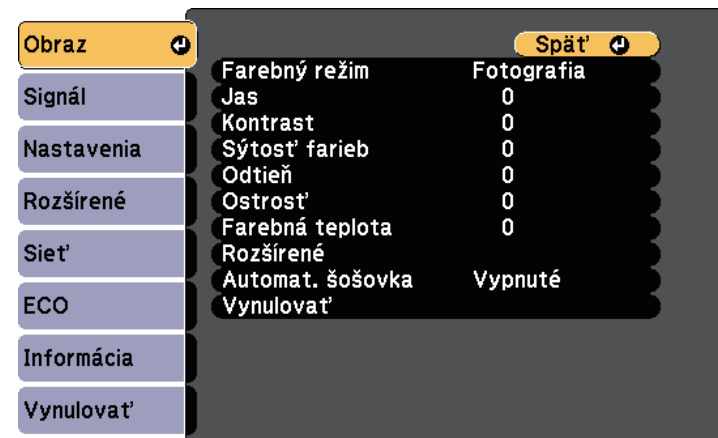 Obraz
Signál
Nastavenia
Rozšírené
Sieť
ECO
Informácia
Vynulovať
Späť
Farebný režim Fotografia
Jas 0
Kontrast 0
Sýtosť farieb 0
Odtieň 0
Ostrosť 0
Farebná teplota 0
Rozšírené
Automat. šošovka Vypnuté
Vynulovať